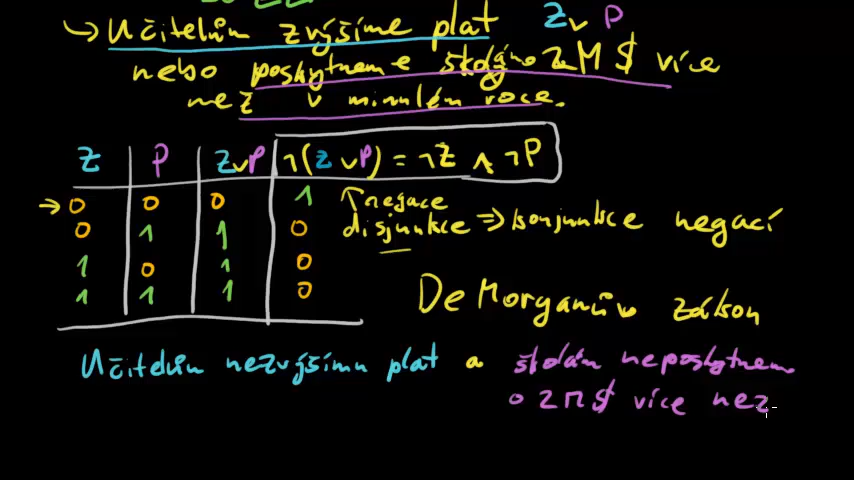 Učitelům zvýšíme plat Z ∨ P
nebo poskytneme školám o 2M $ více
než v minulém roce.
Z P Z∨P ¬(Z ∨ P) = ¬Z ∧ ¬P
0 0 0 1 negace
0 1 1 0 disjunkce ⇒ konjunkce negací
1 0 1 0
1 1 1 0
De Morganův zákon
Učitelům nezvýšíme plat a školám neposkytnem
o 2M$ více než